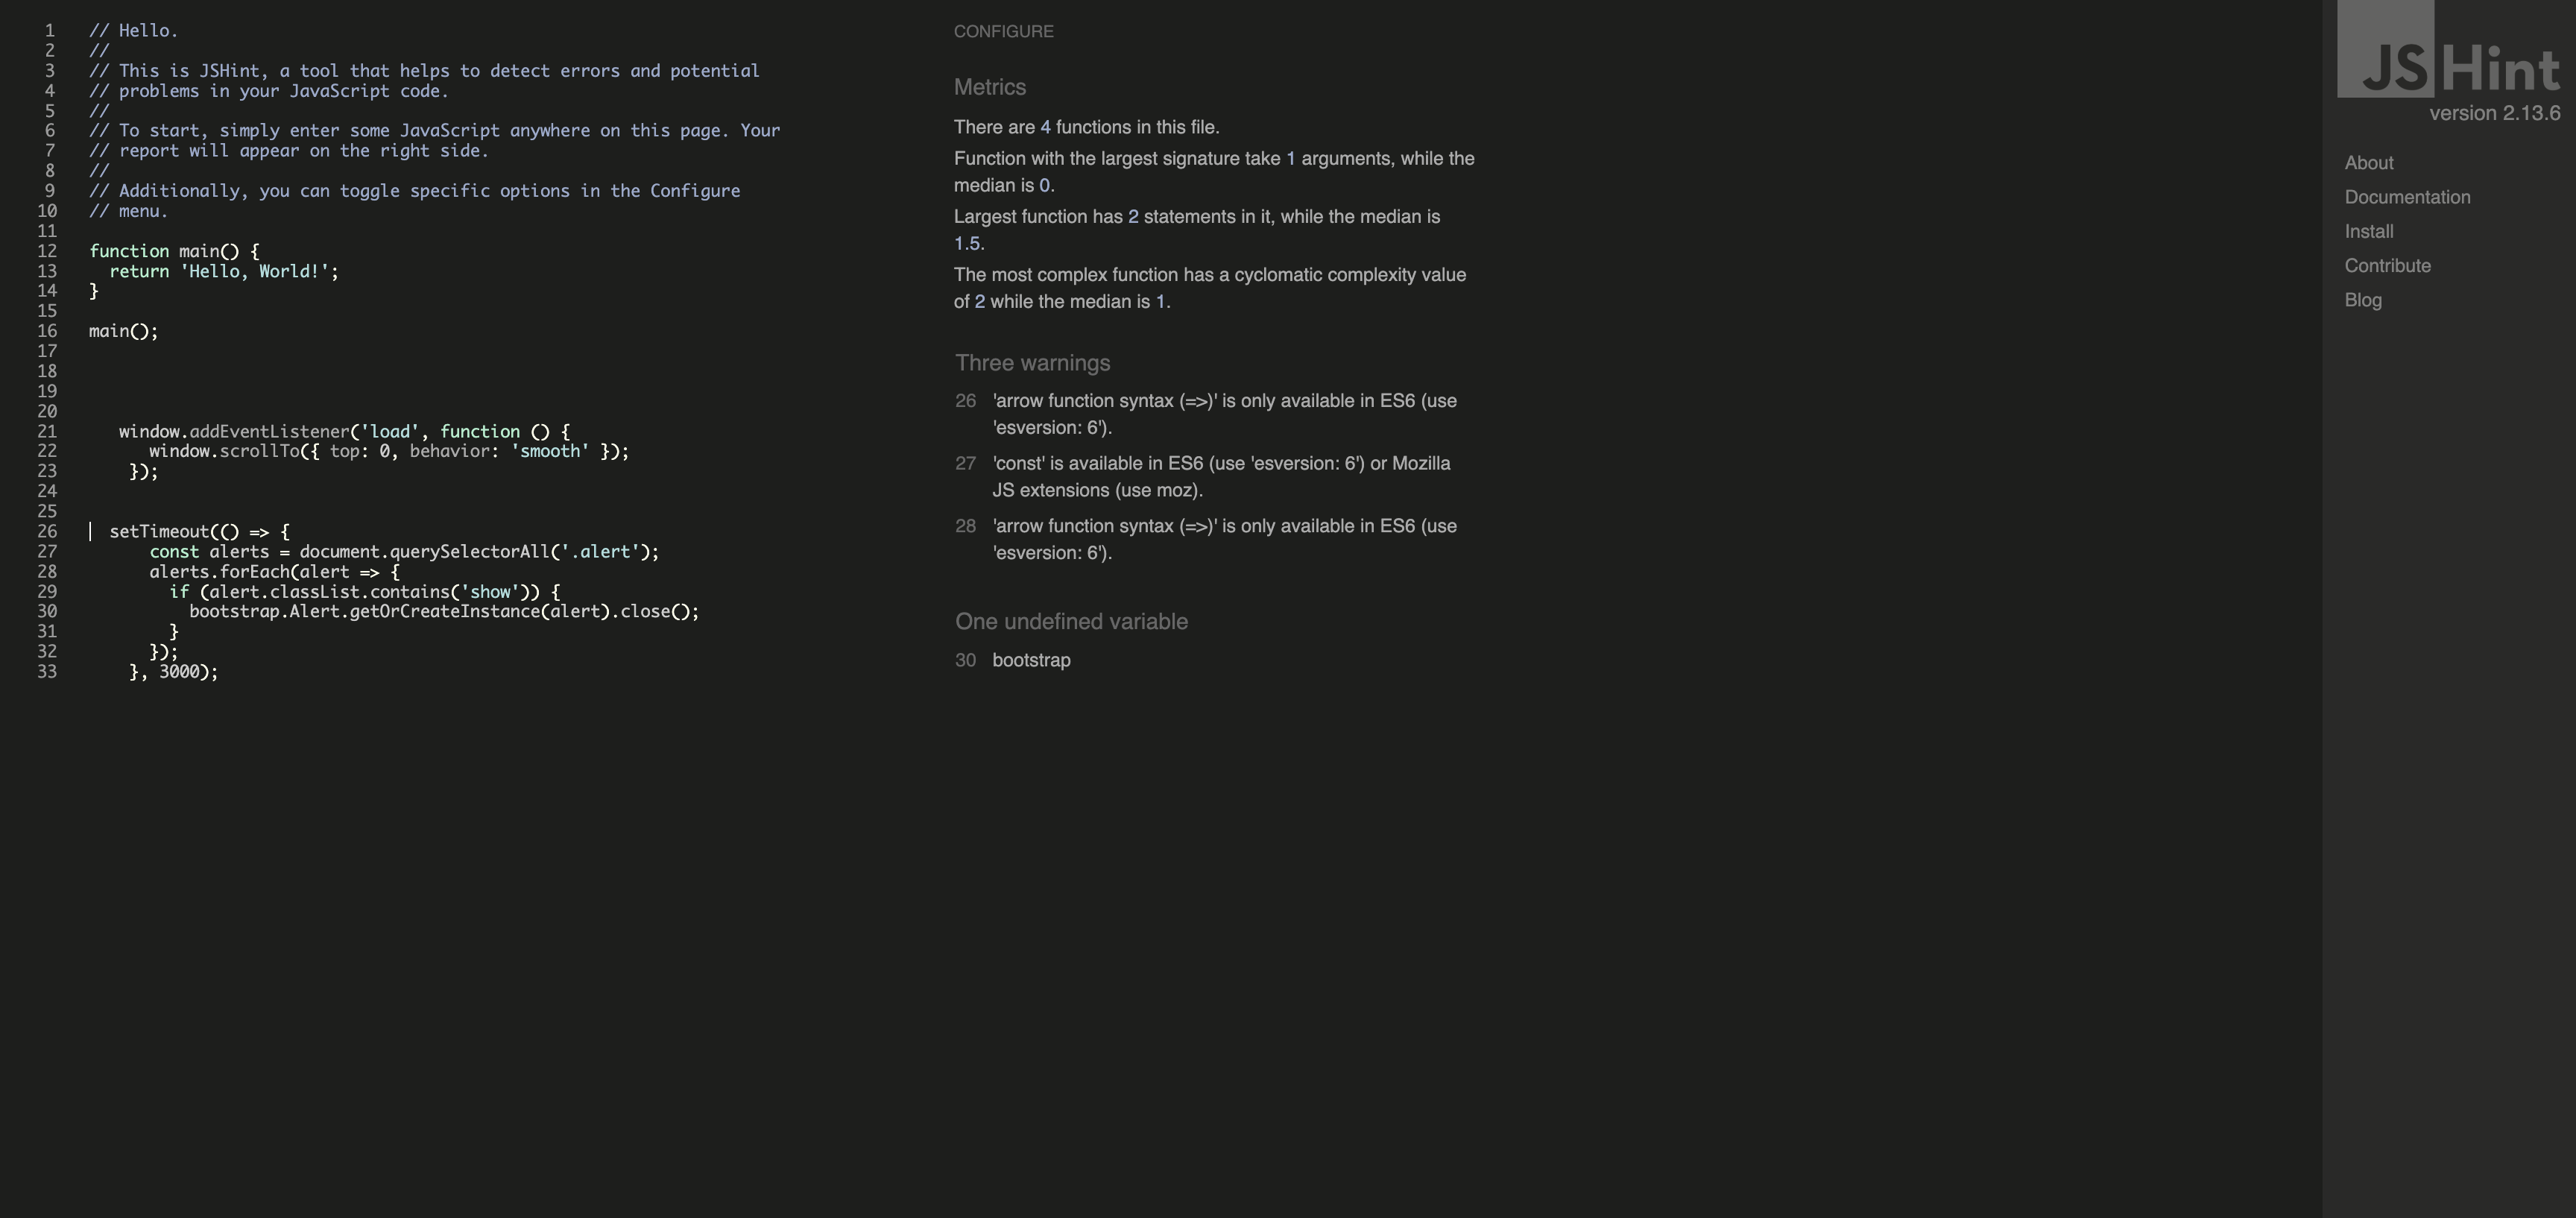 1 // Hello.
2 //
3 // This is JSHint, a tool that helps to detect errors and potential
4 // problems in your JavaScript code.
5 //
6 // To start, simply enter some JavaScript anywhere on this page. Your
7 // report will appear on the right side.
8 //
9 // Additionally, you can toggle specific options in the Configure
10 // menu.
11
12 function main() {
13   return 'Hello, World!';
14 }
15
16 main();
17
18
19
20
21    window.addEventListener('load', function () {
22       window.scrollTo({ top: 0, behavior: 'smooth' });
23     });
24
25
26   setTimeout(() => {
27       const alerts = document.querySelectorAll('.alert');
28       alerts.forEach(alert => {
29         if (alert.classList.contains('show')) {
30           bootstrap.Alert.getOrCreateInstance(alert).close();
31         }
32       });
33     }, 3000);
CONFIGURE
Metrics
There are 4 functions in this file.
Function with the largest signature take 1 arguments, while the
median is 0.
Largest function has 2 statements in it, while the median is
1.5.
The most complex function has a cyclomatic complexity value
of 2 while the median is 1.
Three warnings
26 'arrow function syntax (=>)' is only available in ES6 (use
'esversion: 6').
27 'const' is available in ES6 (use 'esversion: 6') or Mozilla
JS extensions (use moz).
28 'arrow function syntax (=>)' is only available in ES6 (use
'esversion: 6').
One undefined variable
30 bootstrap
JSHint
version 2.13.6
About
Documentation
Install
Contribute
Blog